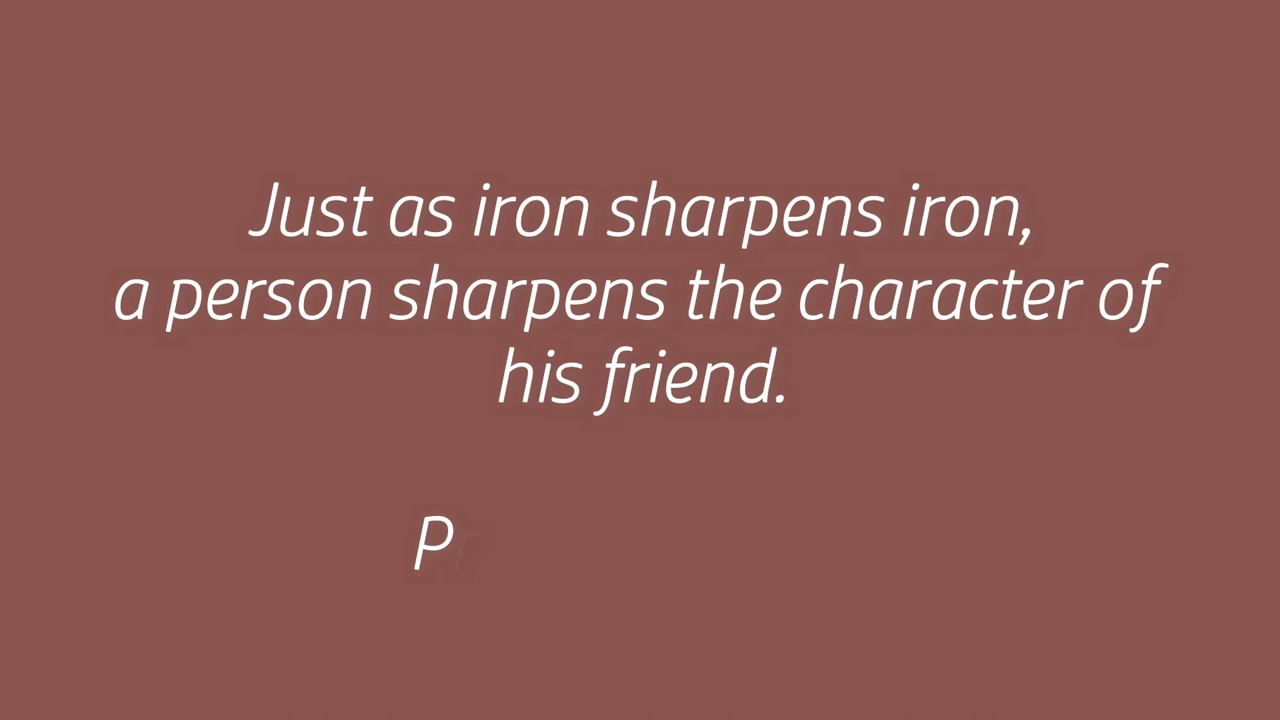 Just as iron sharpens iron,
a person sharpens the character of
his friend.
P